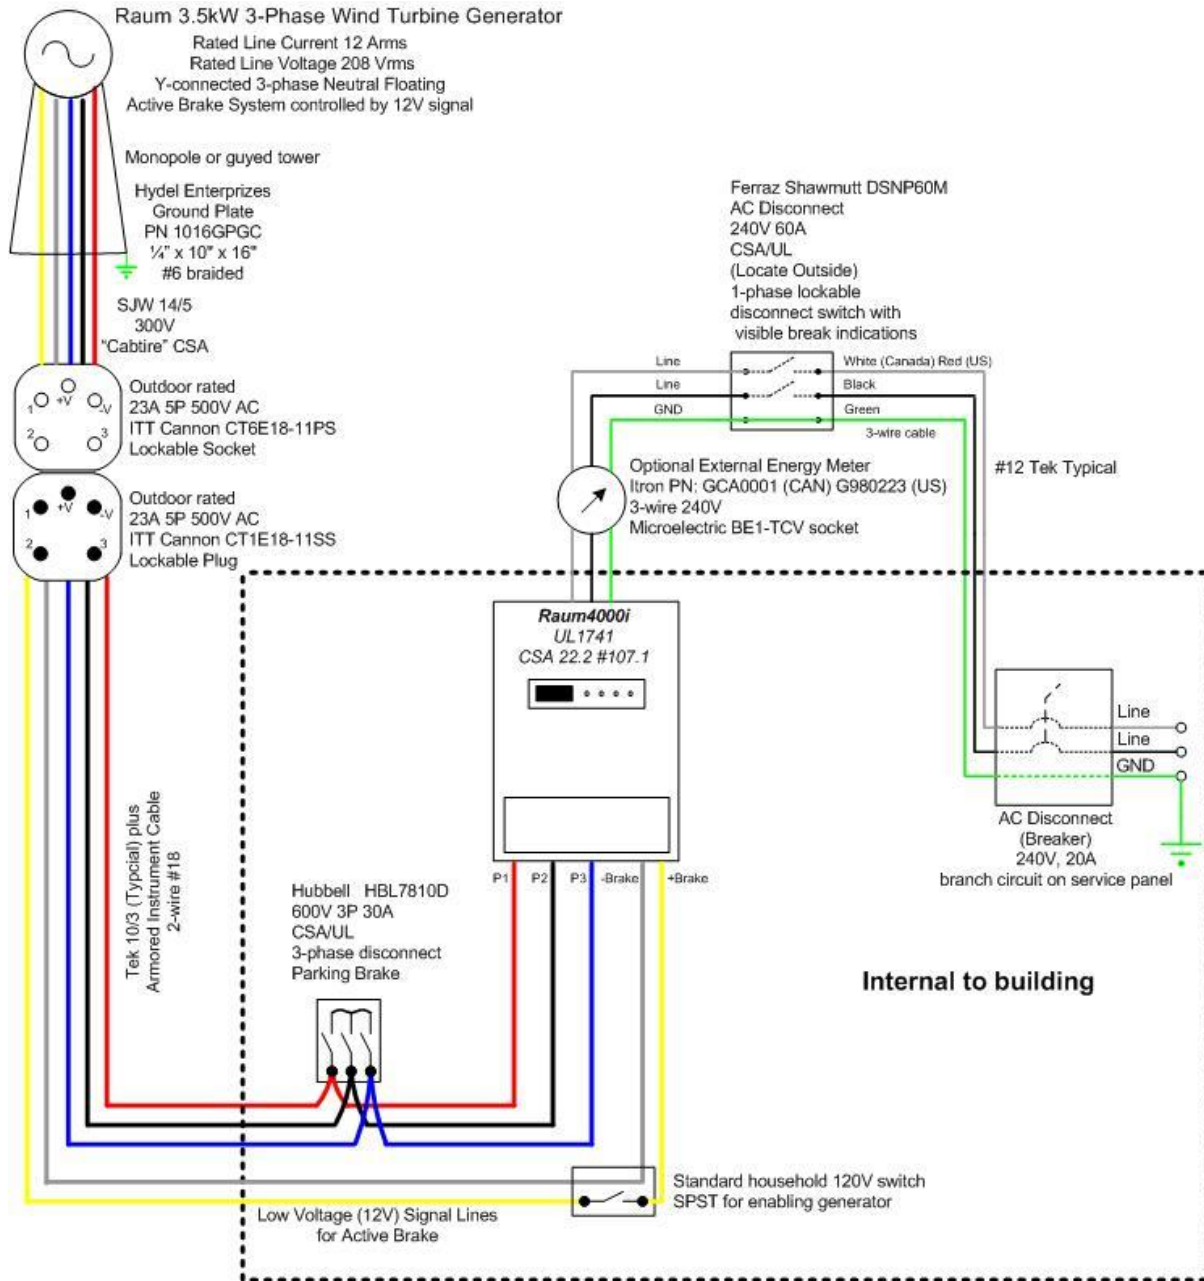 Raum 3.5kW 3-Phase Wind Turbine Generator
Rated Line Current 12 Arms
Rated Line Voltage 208 Vrms
Y-connected 3-phase Neutral Floating
Active Brake System controlled by 12V signal
Monopole or guyed tower
Hydel Enterprizes
Ground Plate
PN 1016GPGC
¼" x 10" x 16"
#6 braided
SJW 14/5
300V
"Cabtire" CSA
1 +V -V
2 3
Outdoor rated
23A 5P 500V AC
ITT Cannon CT6E18-11PS
Lockable Socket
1 +V -V
2 3
Outdoor rated
23A 5P 500V AC
ITT Cannon CT1E18-11SS
Lockable Plug
Ferraz Shawmutt DSNP60M
AC Disconnect
240V 60A
CSA/UL
(Locate Outside)
1-phase lockable
disconnect switch with
visible break indications
Line
Line
GND
White (Canada) Red (US)
Black
Green
3-wire cable
#12 Tek Typical
Optional External Energy Meter
Itron PN: GCA0001 (CAN) G980223 (US)
3-wire 240V
Microelectric BE1-TCV socket
Raum4000i
UL1741
CSA 22.2 #107.1
P1 P2 P3 -Brake +Brake
Line
Line
GND
AC Disconnect
(Breaker)
240V, 20A
branch circuit on service panel
Tek 10/3 (Typcial) plus
Armored Instrument Cable
2-wire #18
Hubbell HBL7810D
600V 3P 30A
CSA/UL
3-phase disconnect
Parking Brake
Internal to building
Standard household 120V switch
SPST for enabling generator
Low Voltage (12V) Signal Lines
for Active Brake